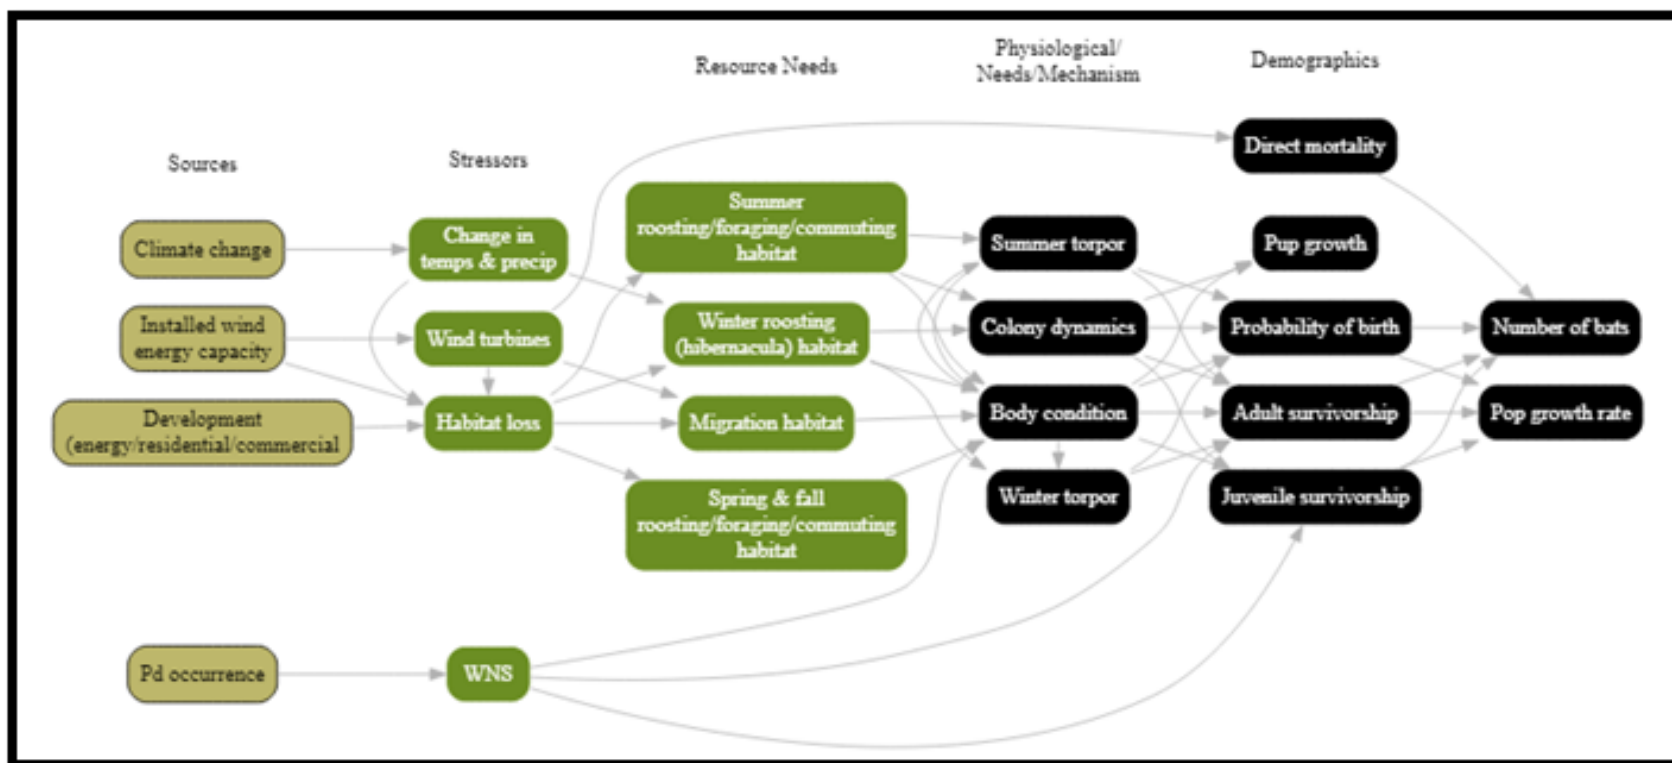 Sources
Stressors
Resource Needs
Physiological/
Needs/Mechanism
Demographics
Climate change
Installed wind
energy capacity
Development
(energy/residential/commercial
Pd occurrence
Change in
temps & precip
Wind turbines
Habitat loss
WNS
Summer
roosting/foraging/commuting
habitat
Winter roosting
(hibernacula) habitat
Migration habitat
Spring & fall
roosting/foraging/commuting
habitat
Summer torpor
Colony dynamics
Body condition
Winter torpor
Direct mortality
Pup growth
Probability of birth
Adult survivorship
Juvenile survivorship
Number of bats
Pop growth rate